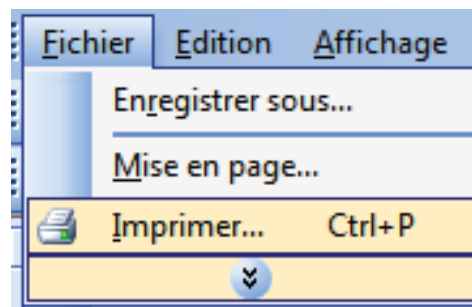 Fichier Edition Affichage
Enregistrer sous...
Mise en page...
Imprimer... Ctrl+P